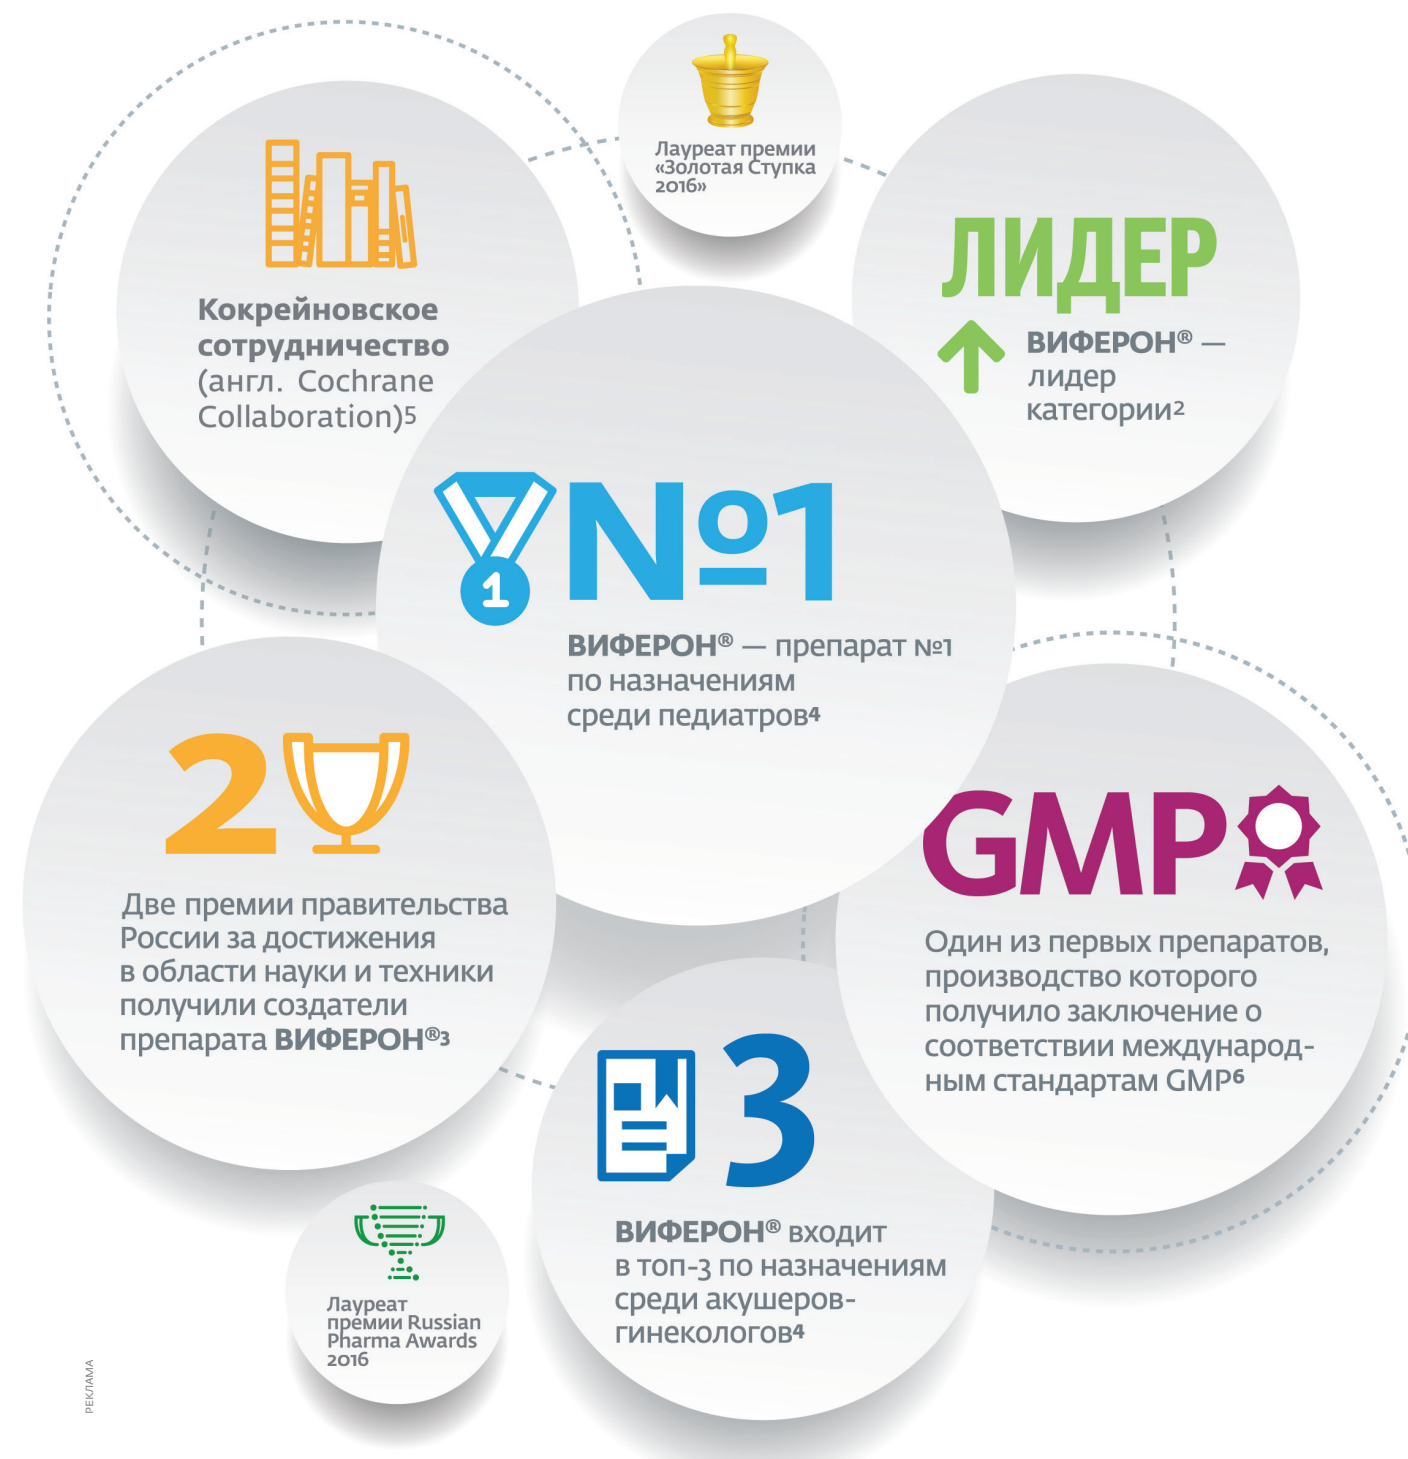 Лауреат премии
«Золотая Ступка
2016»
Кокрейновское
сотрудничество
(англ. Cochrane
Collaboration)5
ЛИДЕР
ВИФЕРОН® —
лидер
категории2
1
№1
ВИФЕРОН® — препарат №1
по назначениям
среди педиатров4
2
Две премии правительства
России за достижения
в области науки и техники
получили создатели
препарата ВИФЕРОН®3
GMP
Один из первых препаратов,
производство которого
получило заключение о
соответствии международ-
ным стандартам GMP6
3
ВИФЕРОН® входит
в топ-3 по назначениям
среди акушеров-
гинекологов4
Лауреат
премии Russian
Pharma Awards
2016
РЕКЛАМА